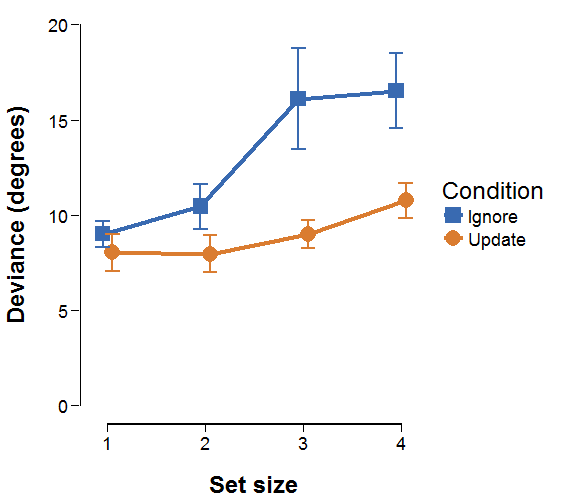 20
15
10
5
0
Deviance (degrees)
1 2 3 4
Set size
Condition
Ignore
Update